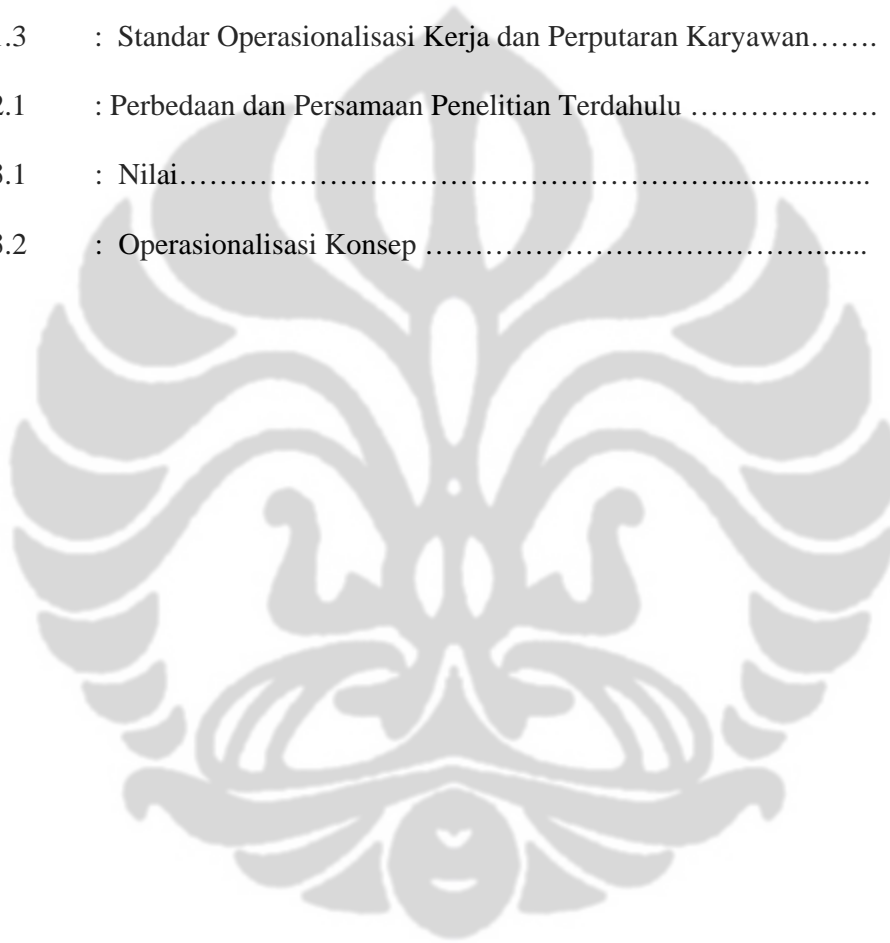 .3 : Standar Operasionalisasi Kerja dan Perputaran Karyawan…….
2.1 : Perbedaan dan Persamaan Penelitian Terdahulu ……………….
3.1 : Nilai………………………………………………...................
3.2 : Operasionalisasi Konsep …………………………………......